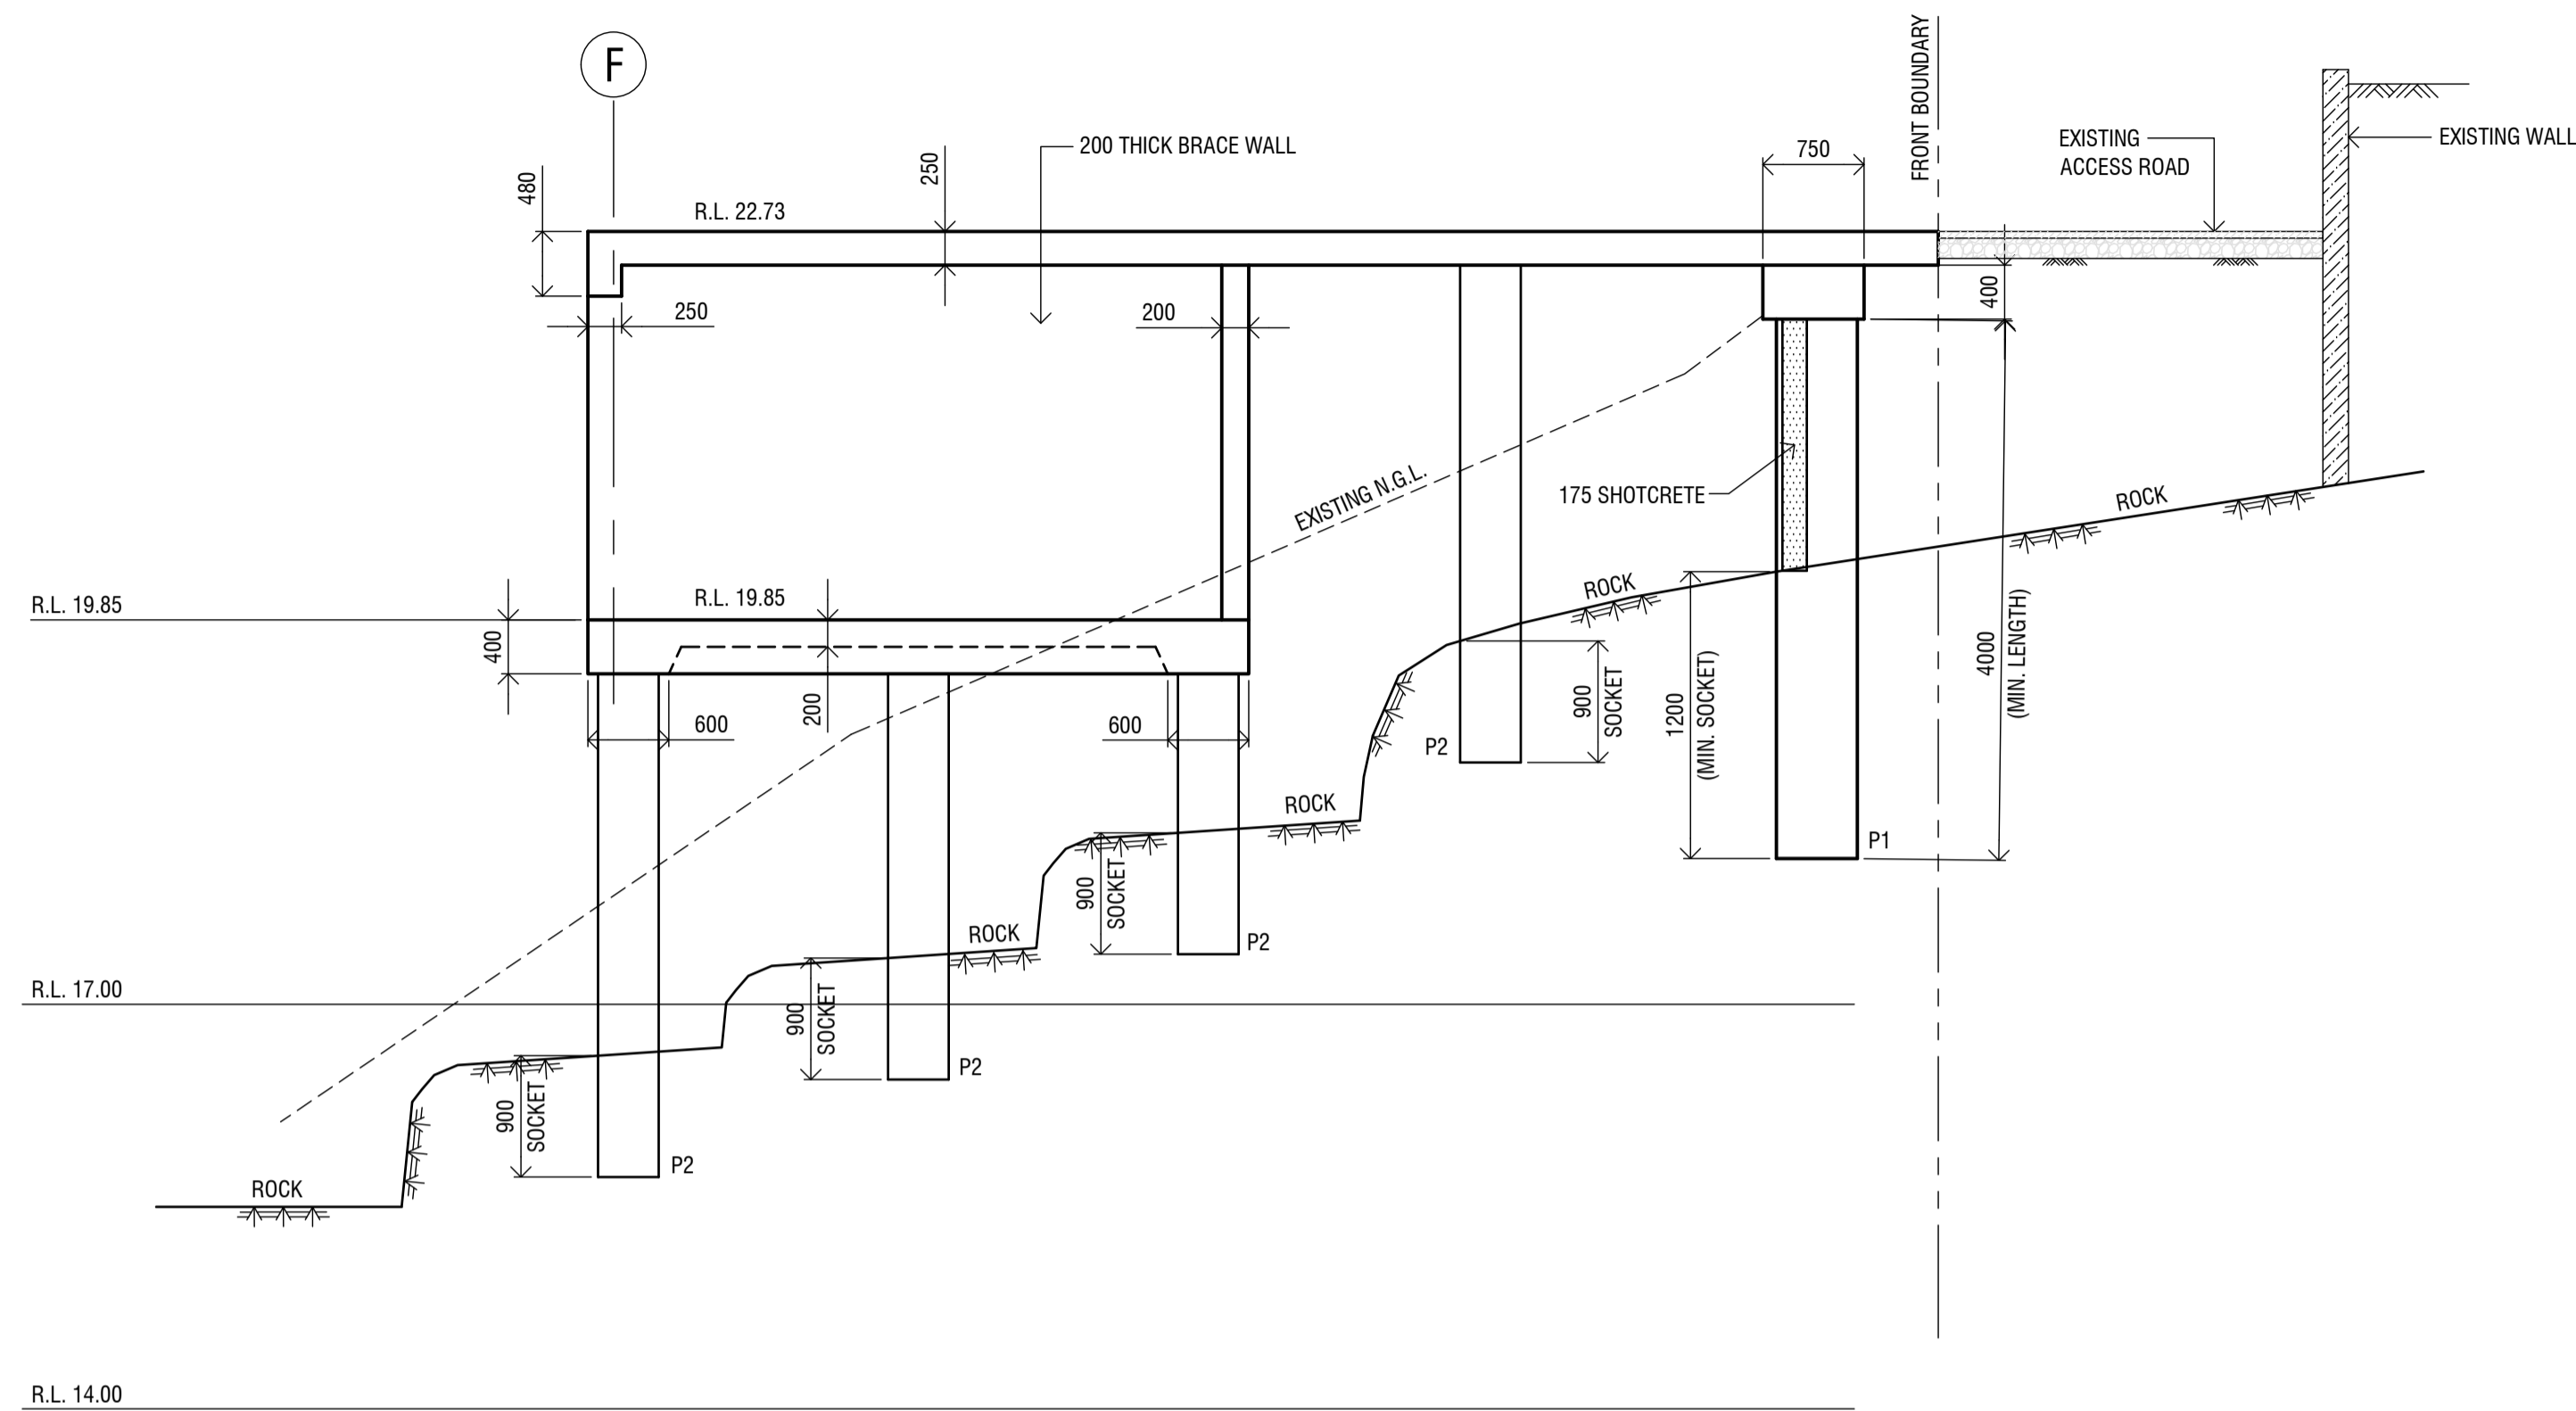 F
FRONT BOUNDARY
200 THICK BRACE WALL
250
480
750
EXISTING
ACCESS ROAD
EXISTING WALL
R.L. 22.73
250
200
400
EXISTING N.G.L.
175 SHOTCRETE
ROCK
ROCK
R.L. 19.85
R.L. 19.85
400
200
600
600
900
SOCKET
1200
(MIN. SOCKET)
4000
(MIN. LENGTH)
P2
ROCK
P1
900
SOCKET
ROCK
P2
R.L. 17.00
900
SOCKET
P2
900
SOCKET
P2
ROCK
R.L. 14.00